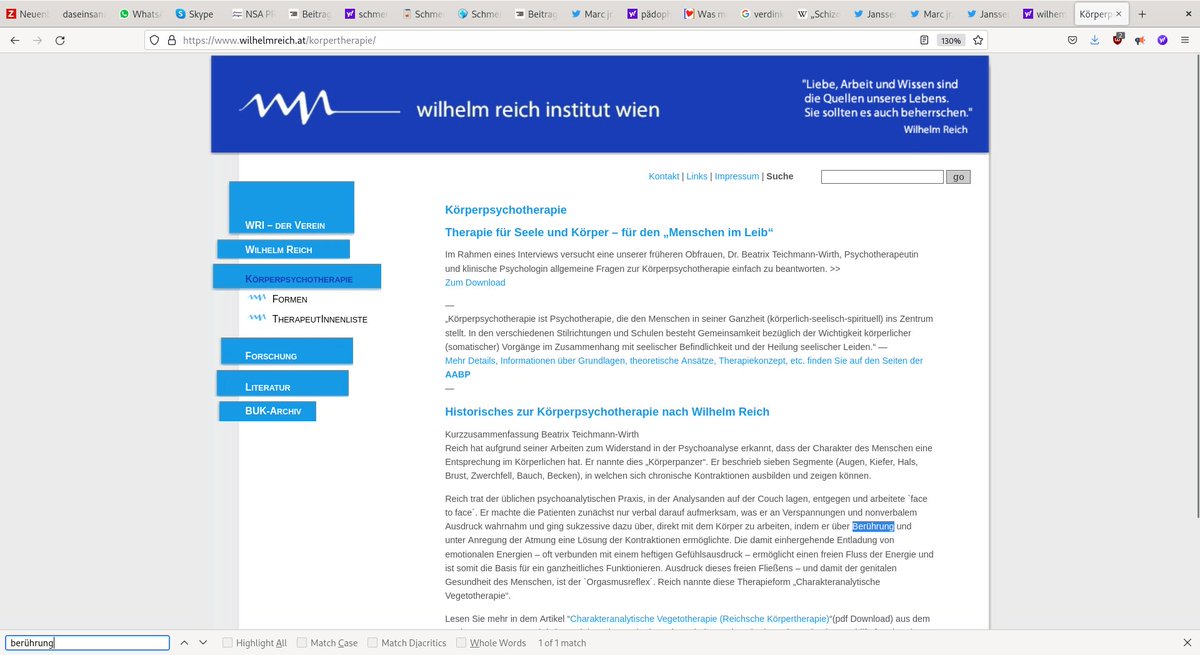 Neuent
daseinsan
Whats
Skype
NSA PR
Beitrag
schmer
Schme
Schme
Beitrag
Marc jr
pädoph
Was m
verdink
„Schiz
Jansse
Marc jr
Jansse
wilhem
Körperp
https://www.wilhelmreich.at/korpertherapie/
130%
2
wilhelm reich institut wien
"Liebe, Arbeit und Wissen sind
die Quellen unseres Lebens.
Sie sollten es auch beherrschen."
Wilhelm Reich
Kontakt | Links | Impressum | Suche
go
WRI – der Verein
Wilhelm Reich
Körperpsychotherapie
Formen
TherapeutInnenliste
Forschung
Literatur
BUK-Archiv
Körperpsychotherapie
Therapie für Seele und Körper – für den „Menschen im Leib“
Im Rahmen eines Interviews versucht eine unserer früheren Obfrauen, Dr. Beatrix Teichmann-Wirth, Psychotherapeutin
und klinische Psychologin allgemeine Fragen zur Körperpsychotherapie einfach zu beantworten. >>
Zum Download
—
„Körperpsychotherapie ist Psychotherapie, die den Menschen in seiner Ganzheit (körperlich-seelisch-spirituell) ins Zentrum
stellt. In den verschiedenen Stilrichtungen und Schulen besteht Gemeinsamkeit bezüglich der Wichtigkeit körperlicher
(somatischer) Vorgänge im Zusammenhang mit seelischer Befindlichkeit und der Heilung seelischer Leiden.“ —
Mehr Details, Informationen über Grundlagen, theoretische Ansätze, Therapiekonzept, etc. finden Sie auf den Seiten der
AABP
—
Historisches zur Körperpsychotherapie nach Wilhelm Reich
Kurzzusammenfassung Beatrix Teichmann-Wirth
Reich hat aufgrund seiner Arbeiten zum Widerstand in der Psychoanalyse erkannt, dass der Charakter des Menschen eine
Entsprechung im Körperlichen hat. Er nannte dies „Körperpanzer“. Er beschrieb sieben Segmente (Augen, Kiefer, Hals,
Brust, Zwerchfell, Bauch, Becken), in welchen sich chronische Kontraktionen ausbilden und zeigen können.
Reich trat der üblichen psychoanalytischen Praxis, in der Analysanden auf der Couch lagen, entgegen und arbeitete `face
to face`. Er machte die Patienten zunächst nur verbal darauf aufmerksam, was er an Verspannungen und nonverbalem
Ausdruck wahrnahm und ging sukzessive dazu über, direkt mit dem Körper zu arbeiten, indem er über Berührung und
unter Anregung der Atmung eine Lösung der Kontraktionen ermöglichte. Die damit einhergehende Entladung von
emotionalen Energien – oft verbunden mit einem heftigen Gefühlsausdruck – ermöglicht einen freien Fluss der Energie und
ist somit die Basis für ein ganzheitliches Funktionieren. Ausdruck dieses freien Fließens – und damit der genitalen
Gesundheit des Menschen, ist der `Orgasmusreflex`. Reich nannte diese Therapieform „Charakteranalytische
Vegetotherapie“.
Lesen Sie mehr in dem Artikel “Charakteranalytische Vegetotherapie (Reichsche Körpertherapie)“(pdf Download) aus dem
berührung
Highlight All
Match Case
Match Diacritics
Whole Words
1 of 1 match